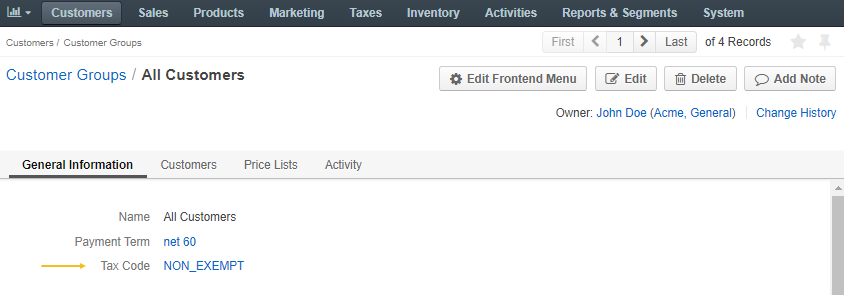 Customers Sales Products Marketing Taxes Inventory Activities Reports & Segments System
Customers / Customer Groups First 1 Last of 4 Records
Customer Groups / All Customers Edit Frontend Menu Edit Delete Add Note
Owner: John Doe (Acme, General) Change History
General Information Customers Price Lists Activity
Name All Customers
Payment Term net 60
Tax Code NON_EXEMPT